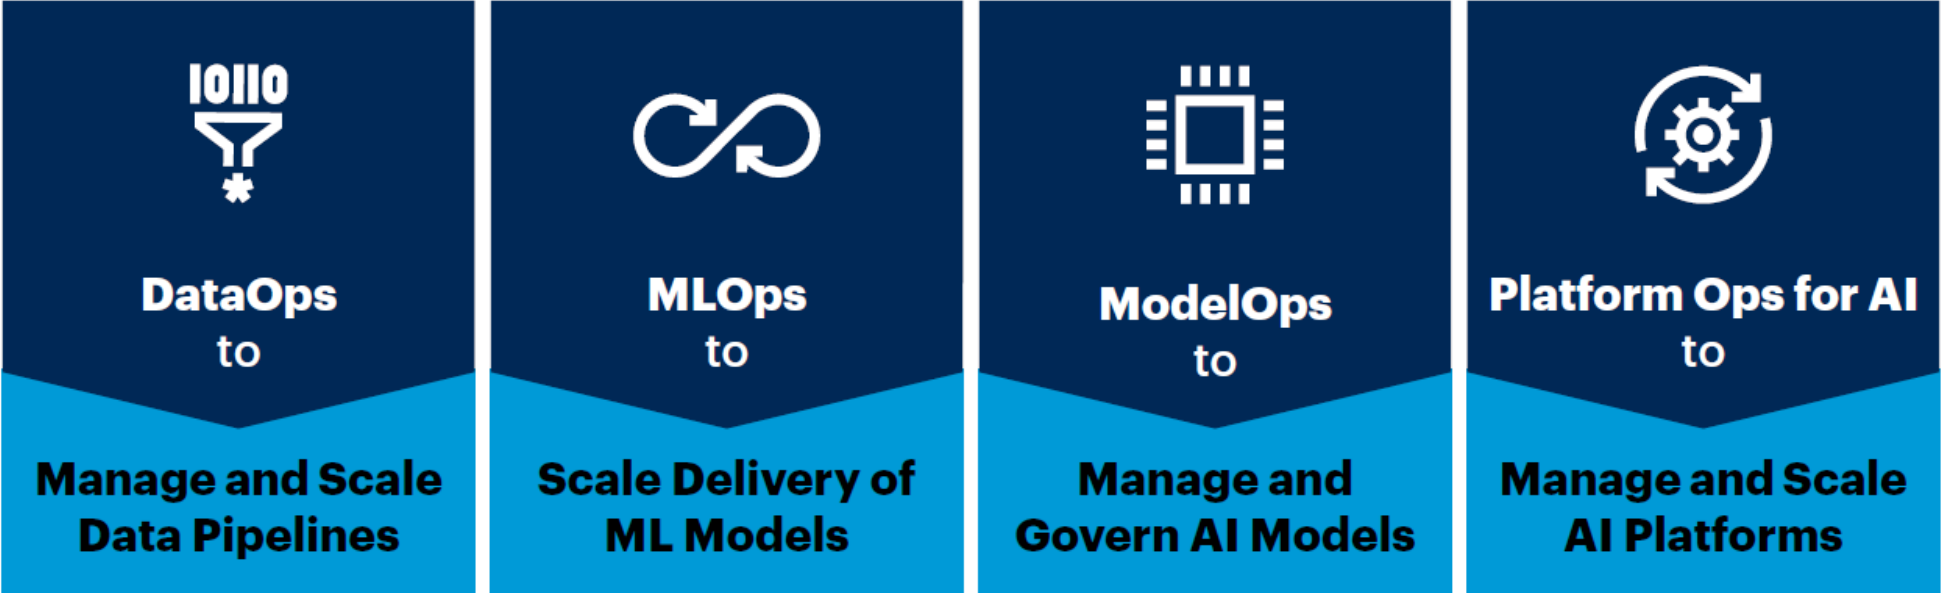 10110
DataOps
to
Manage and Scale
Data Pipelines
MLOps
to
Scale Delivery of
ML Models
ModelOps
to
Manage and
Govern AI Models
Platform Ops for AI
to
Manage and Scale
AI Platforms